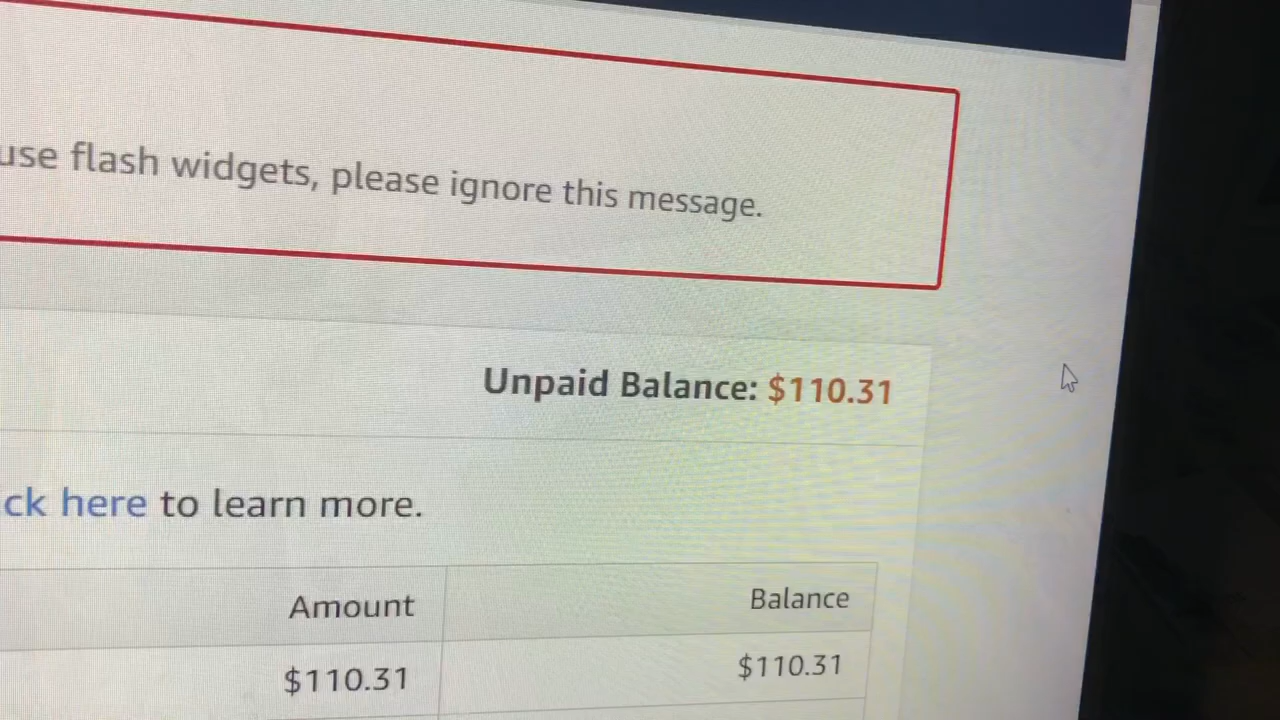 use flash widgets, please ignore this message.
Unpaid Balance: $110.31
ck here to learn more.
Amount Balance
$110.31 $110.31